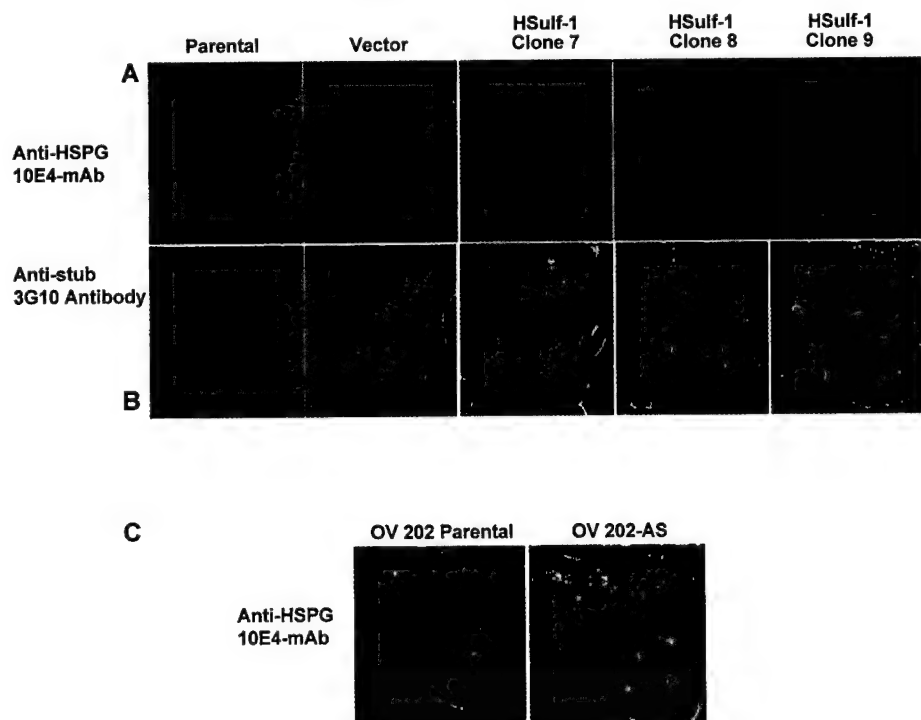 Parental
Vector
HSulf-1
Clone 7
HSulf-1
Clone 8
HSulf-1
Clone 9
A
Anti-HSPG
10E4-mAb
Anti-stub
3G10 Antibody
B
C
OV 202 Parental
OV 202-AS
Anti-HSPG
10E4-mAb